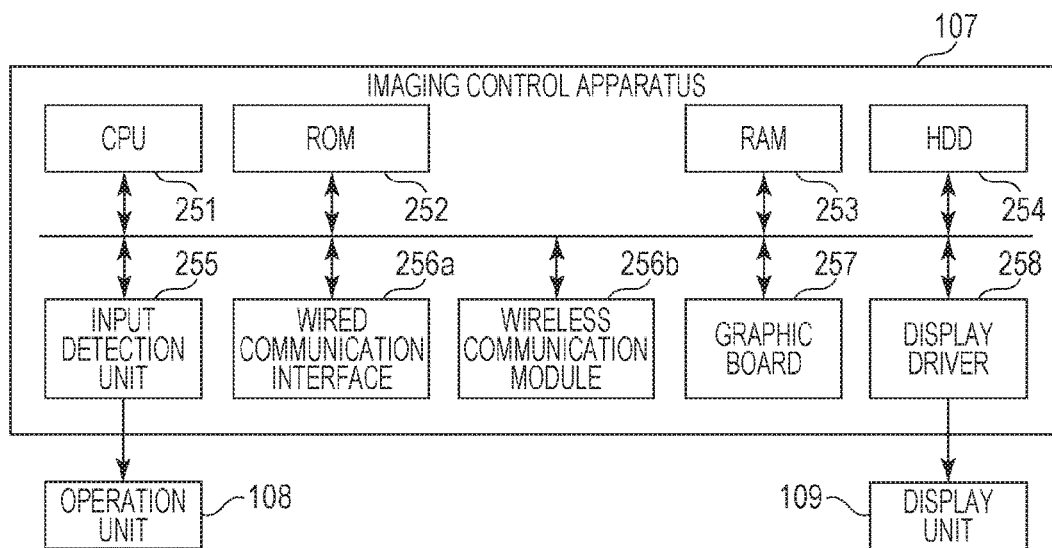 107
IMAGING CONTROL APPARATUS
CPU
ROM
RAM
HDD
251
252
253
254
255
256a
256b
257
258
INPUT
DETECTION
UNIT
WIRED
COMMUNICATION
INTERFACE
WIRELESS
COMMUNICATION
MODULE
GRAPHIC
BOARD
DISPLAY
DRIVER
OPERATION
UNIT
108
109
DISPLAY
UNIT